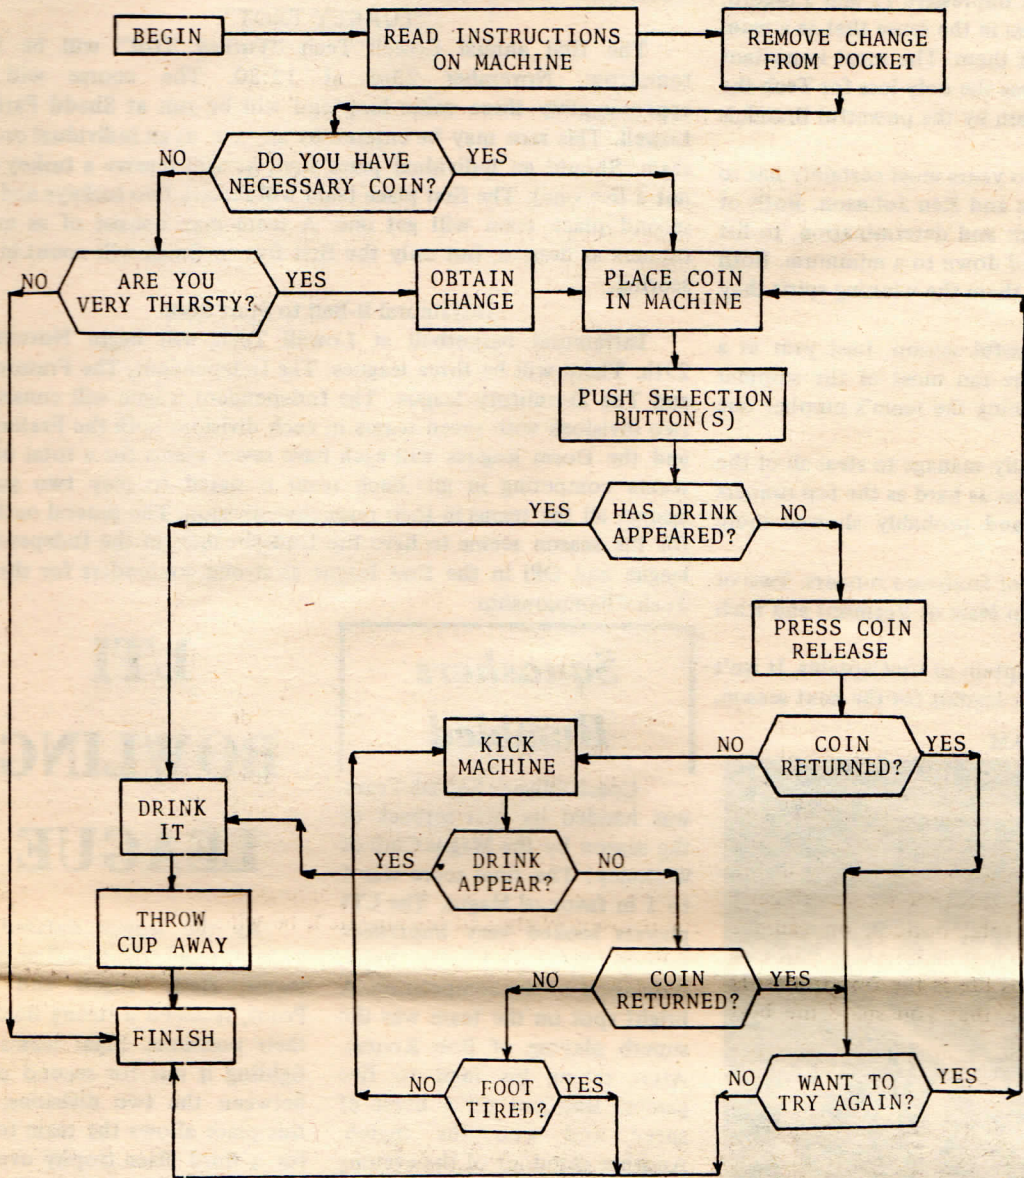 BEGIN
READ INSTRUCTIONS
ON MACHINE
REMOVE CHANGE
FROM POCKET
NO
DO YOU HAVE
NECESSARY COIN?
YES
NO
ARE YOU
VERY THIRSTY?
YES
OBTAIN
CHANGE
PLACE COIN
IN MACHINE
PUSH SELECTION
BUTTON(S)
YES
HAS DRINK
APPEARED?
NO
PRESS COIN
RELEASE
KICK
MACHINE
NO
COIN
RETURNED?
YES
DRINK
IT
YES
DRINK
APPEAR?
NO
THROW
CUP AWAY
NO
COIN
RETURNED?
YES
FINISH
NO
FOOT
TIRED?
YES
NO
WANT TO
TRY AGAIN?
YES